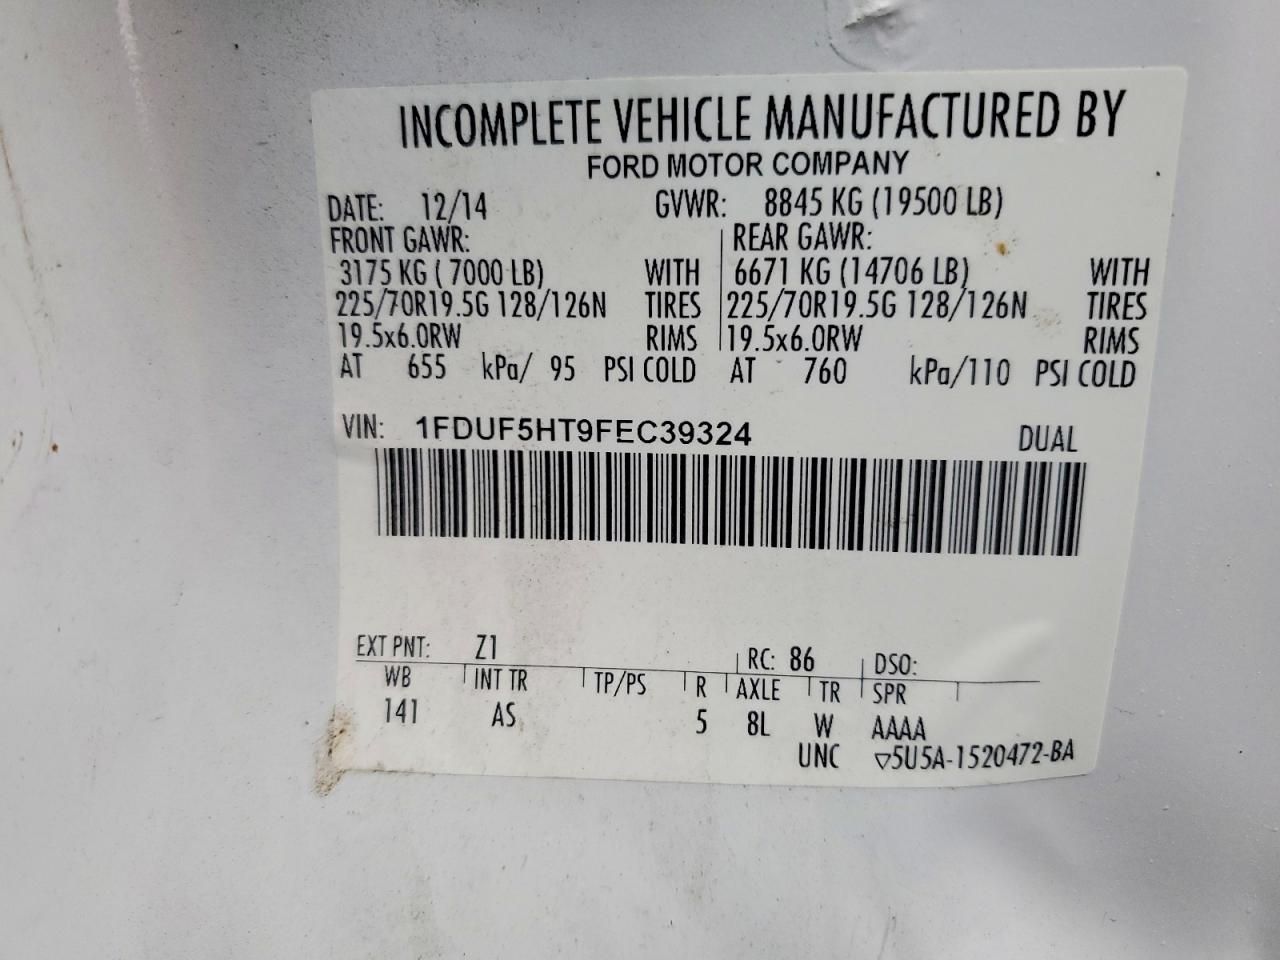 INCOMPLETE VEHICLE MANUFACTURED BY
FORD MOTOR COMPANY
DATE: 12/14 GVWR: 8845 KG (19500 LB)
FRONT GAWR: REAR GAWR:
3175 KG ( 7000 LB) WITH 6671 KG (14706 LB) WITH
225/70R19.5G 128/126N TIRES 225/70R19.5G 128/126N TIRES
19.5x6.0RW RIMS 19.5x6.0RW RIMS
AT 655 kPa/ 95 PSI COLD AT 760 kPa/110 PSI COLD
VIN: 1FDUF5HT9FEC39324 DUAL
EXT PNT: Z1 RC: 86 DSO:
WB INT TR TP/PS R AXLE TR SPR
141 AS 5 8L W AAAA
UNC ▽5U5A-1520472-BA